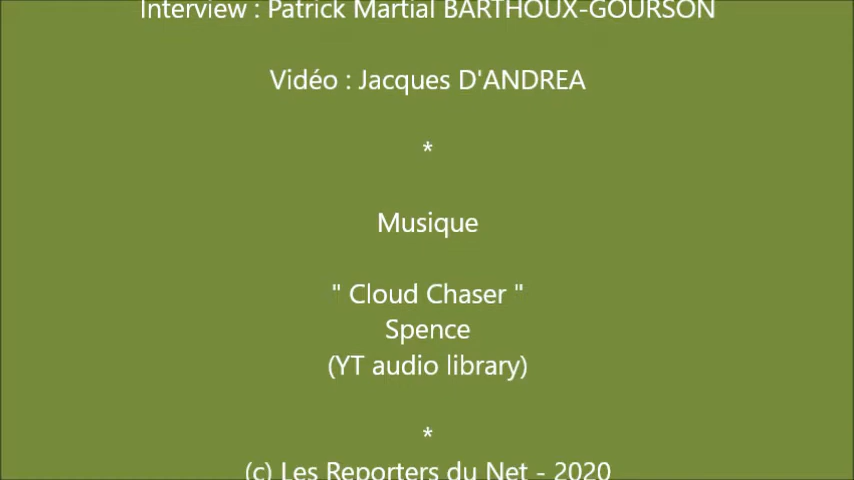 Interview : Patrick Martial BARTHOUX-GOURSON
Vidéo : Jacques D'ANDREA
*
Musique
" Cloud Chaser "
Spence
(YT audio library)
*
(c) Les Reporters du Net - 2020